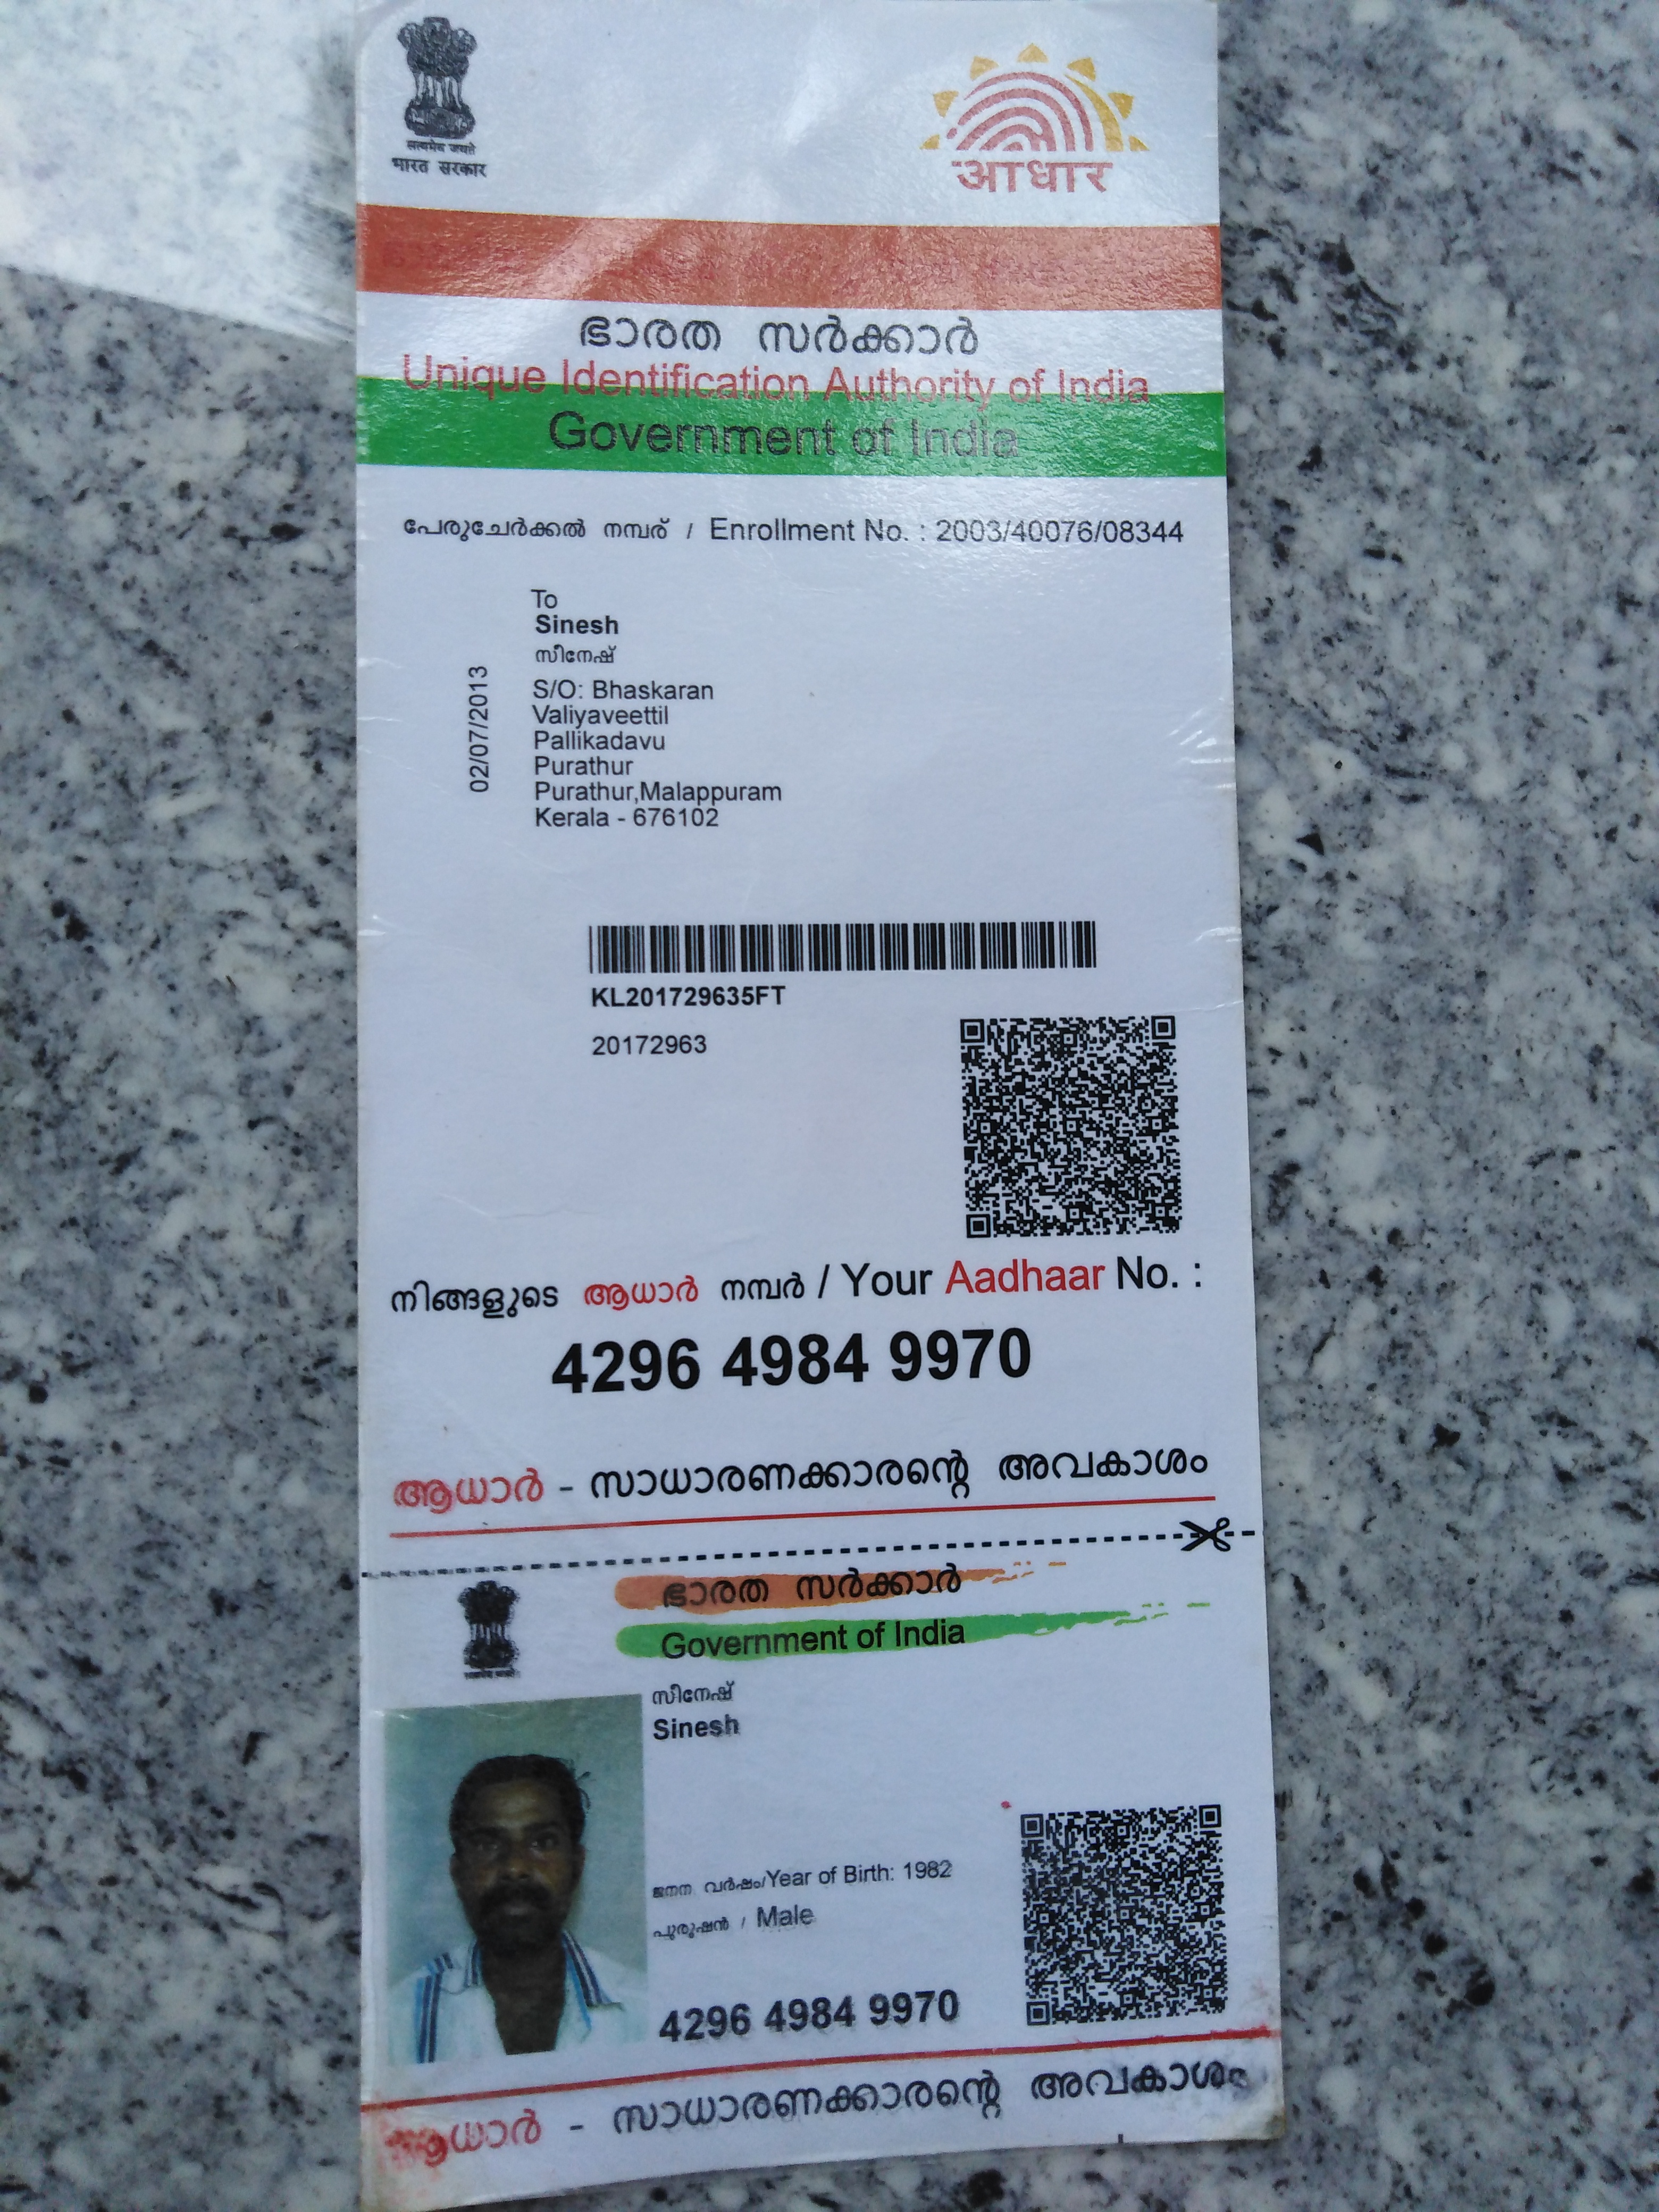 सत्यमेव जयते
भारत सरकार
आधार
ഭാരത സർക്കാർ
Unique Identification Authority of India
Government of India
പേരുചേർക്കൽ നമ്പര് / Enrollment No. : 2003/40076/08344
To
Sinesh
സീനേഷ്
S/O: Bhaskaran
Valiyaveettil
Pallikadavu
Purathur
Purathur,Malappuram
Kerala - 676102
02/07/2013
KL201729635FT
20172963
നിങ്ങളുടെ ആധാർ നമ്പർ / Your Aadhaar No. :
4296 4984 9970
ആധാർ - സാധാരണക്കാരന്റെ അവകാശം
ഭാരത സർക്കാർ
Government of India
സീനേഷ്
Sinesh
ജനന വർഷം/Year of Birth: 1982
പുരുഷൻ / Male
4296 4984 9970
ആധാർ - സാധാരണക്കാരന്റെ അവകാശം